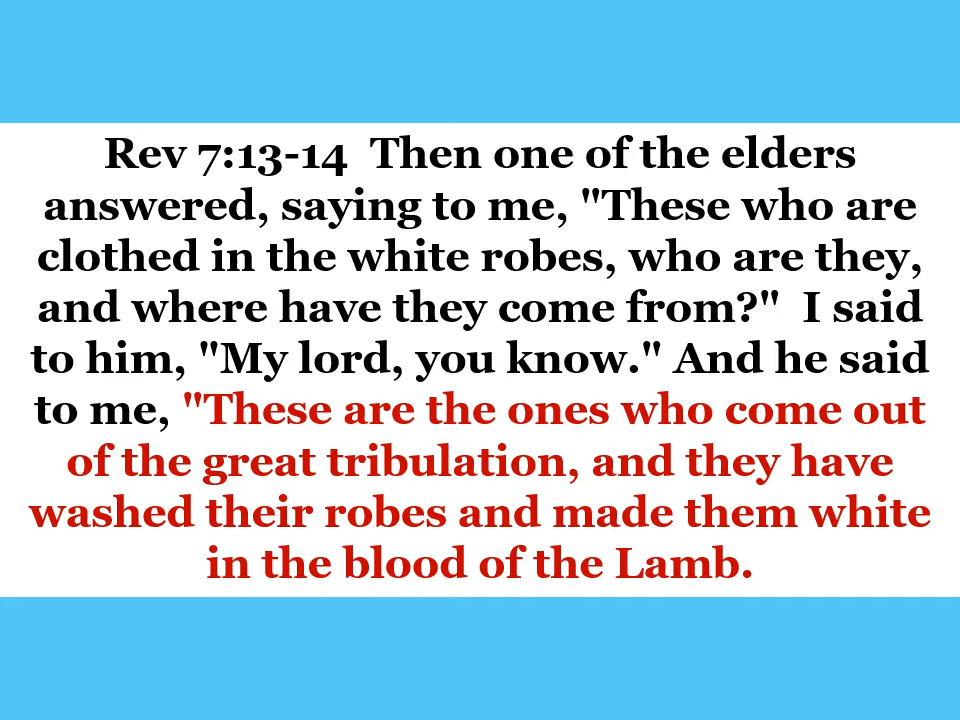 Rev 7:13-14  Then one of the elders
answered, saying to me, "These who are
clothed in the white robes, who are they,
and where have they come from?"  I said
to him, "My lord, you know." And he said
to me, "These are the ones who come out
of the great tribulation, and they have
washed their robes and made them white
in the blood of the Lamb.